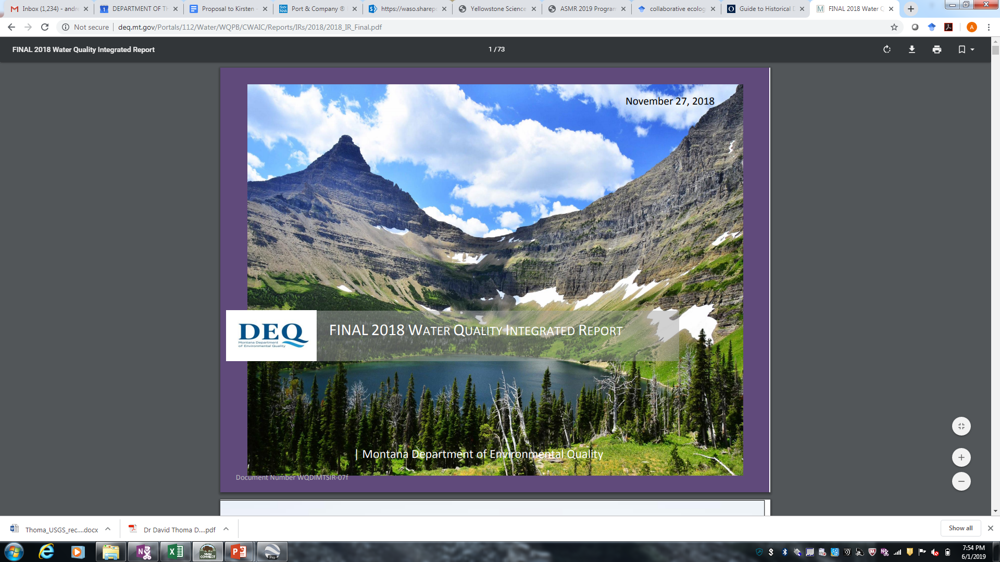 Inbox (1,234) - andre
DEPARTMENT OF TH
Proposal to Kirsten -
Port & Company ®
https://waso.sharepo
Yellowstone Science
ASMR 2019 Program
collaborative ecolog
Guide to Historical D
FINAL 2018 Water Q
Not secure
deq.mt.gov/Portals/112/Water/WQPB/CWAIC/Reports/IRs/2018/2018_IR_Final.pdf
A
FINAL 2018 Water Quality Integrated Report
1 / 73
November 27, 2018
DEQ
Montana Department
of Environmental Quality
FINAL 2018 WATER QUALITY INTEGRATED REPORT
| Montana Department of Environmental Quality
Document Number WQDIMTSIR-07f
Thoma_USGS_rec....docx
Dr David Thoma D....pdf
Show all
7:54 PM
6/1/2019